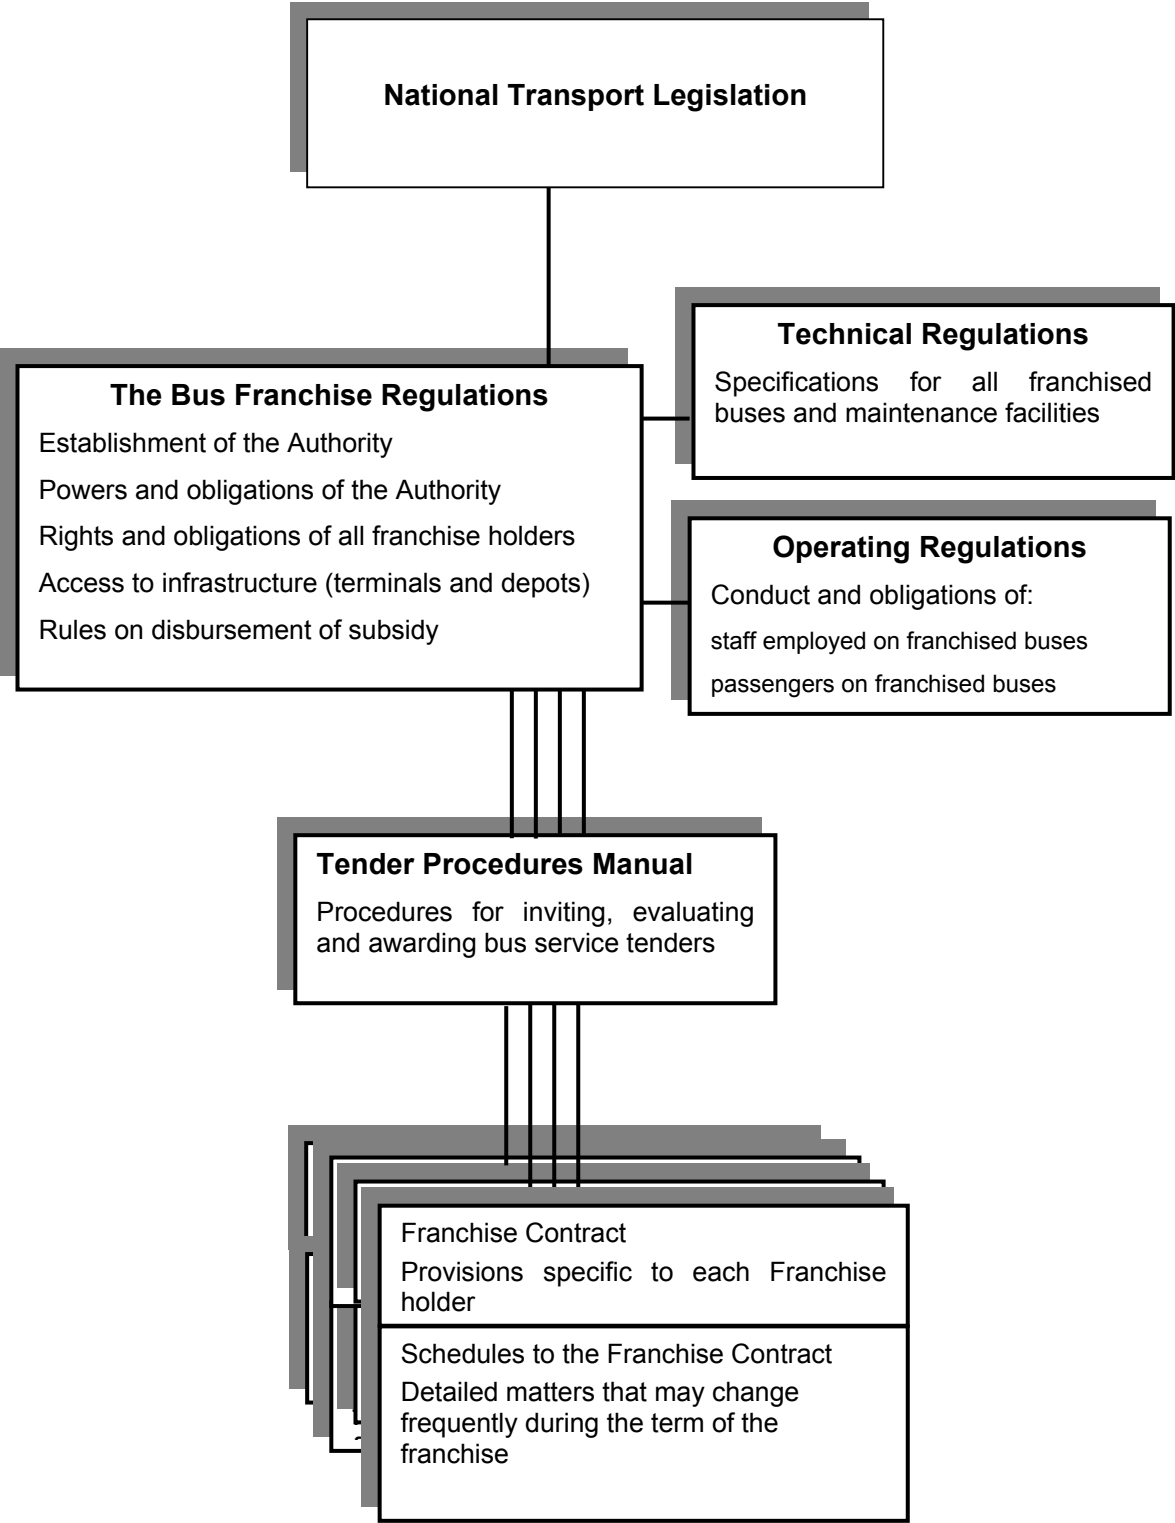 National Transport Legislation
Technical Regulations
Specifications for all franchised
buses and maintenance facilities
The Bus Franchise Regulations
Establishment of the Authority
Powers and obligations of the Authority
Rights and obligations of all franchise holders
Access to infrastructure (terminals and depots)
Rules on disbursement of subsidy
Operating Regulations
Conduct and obligations of:
staff employed on franchised buses
passengers on franchised buses
Tender Procedures Manual
Procedures for inviting, evaluating
and awarding bus service tenders
Franchise Contract
Provisions specific to each Franchise
holder
Schedules to the Franchise Contract
Detailed matters that may change
frequently during the term of the
franchise